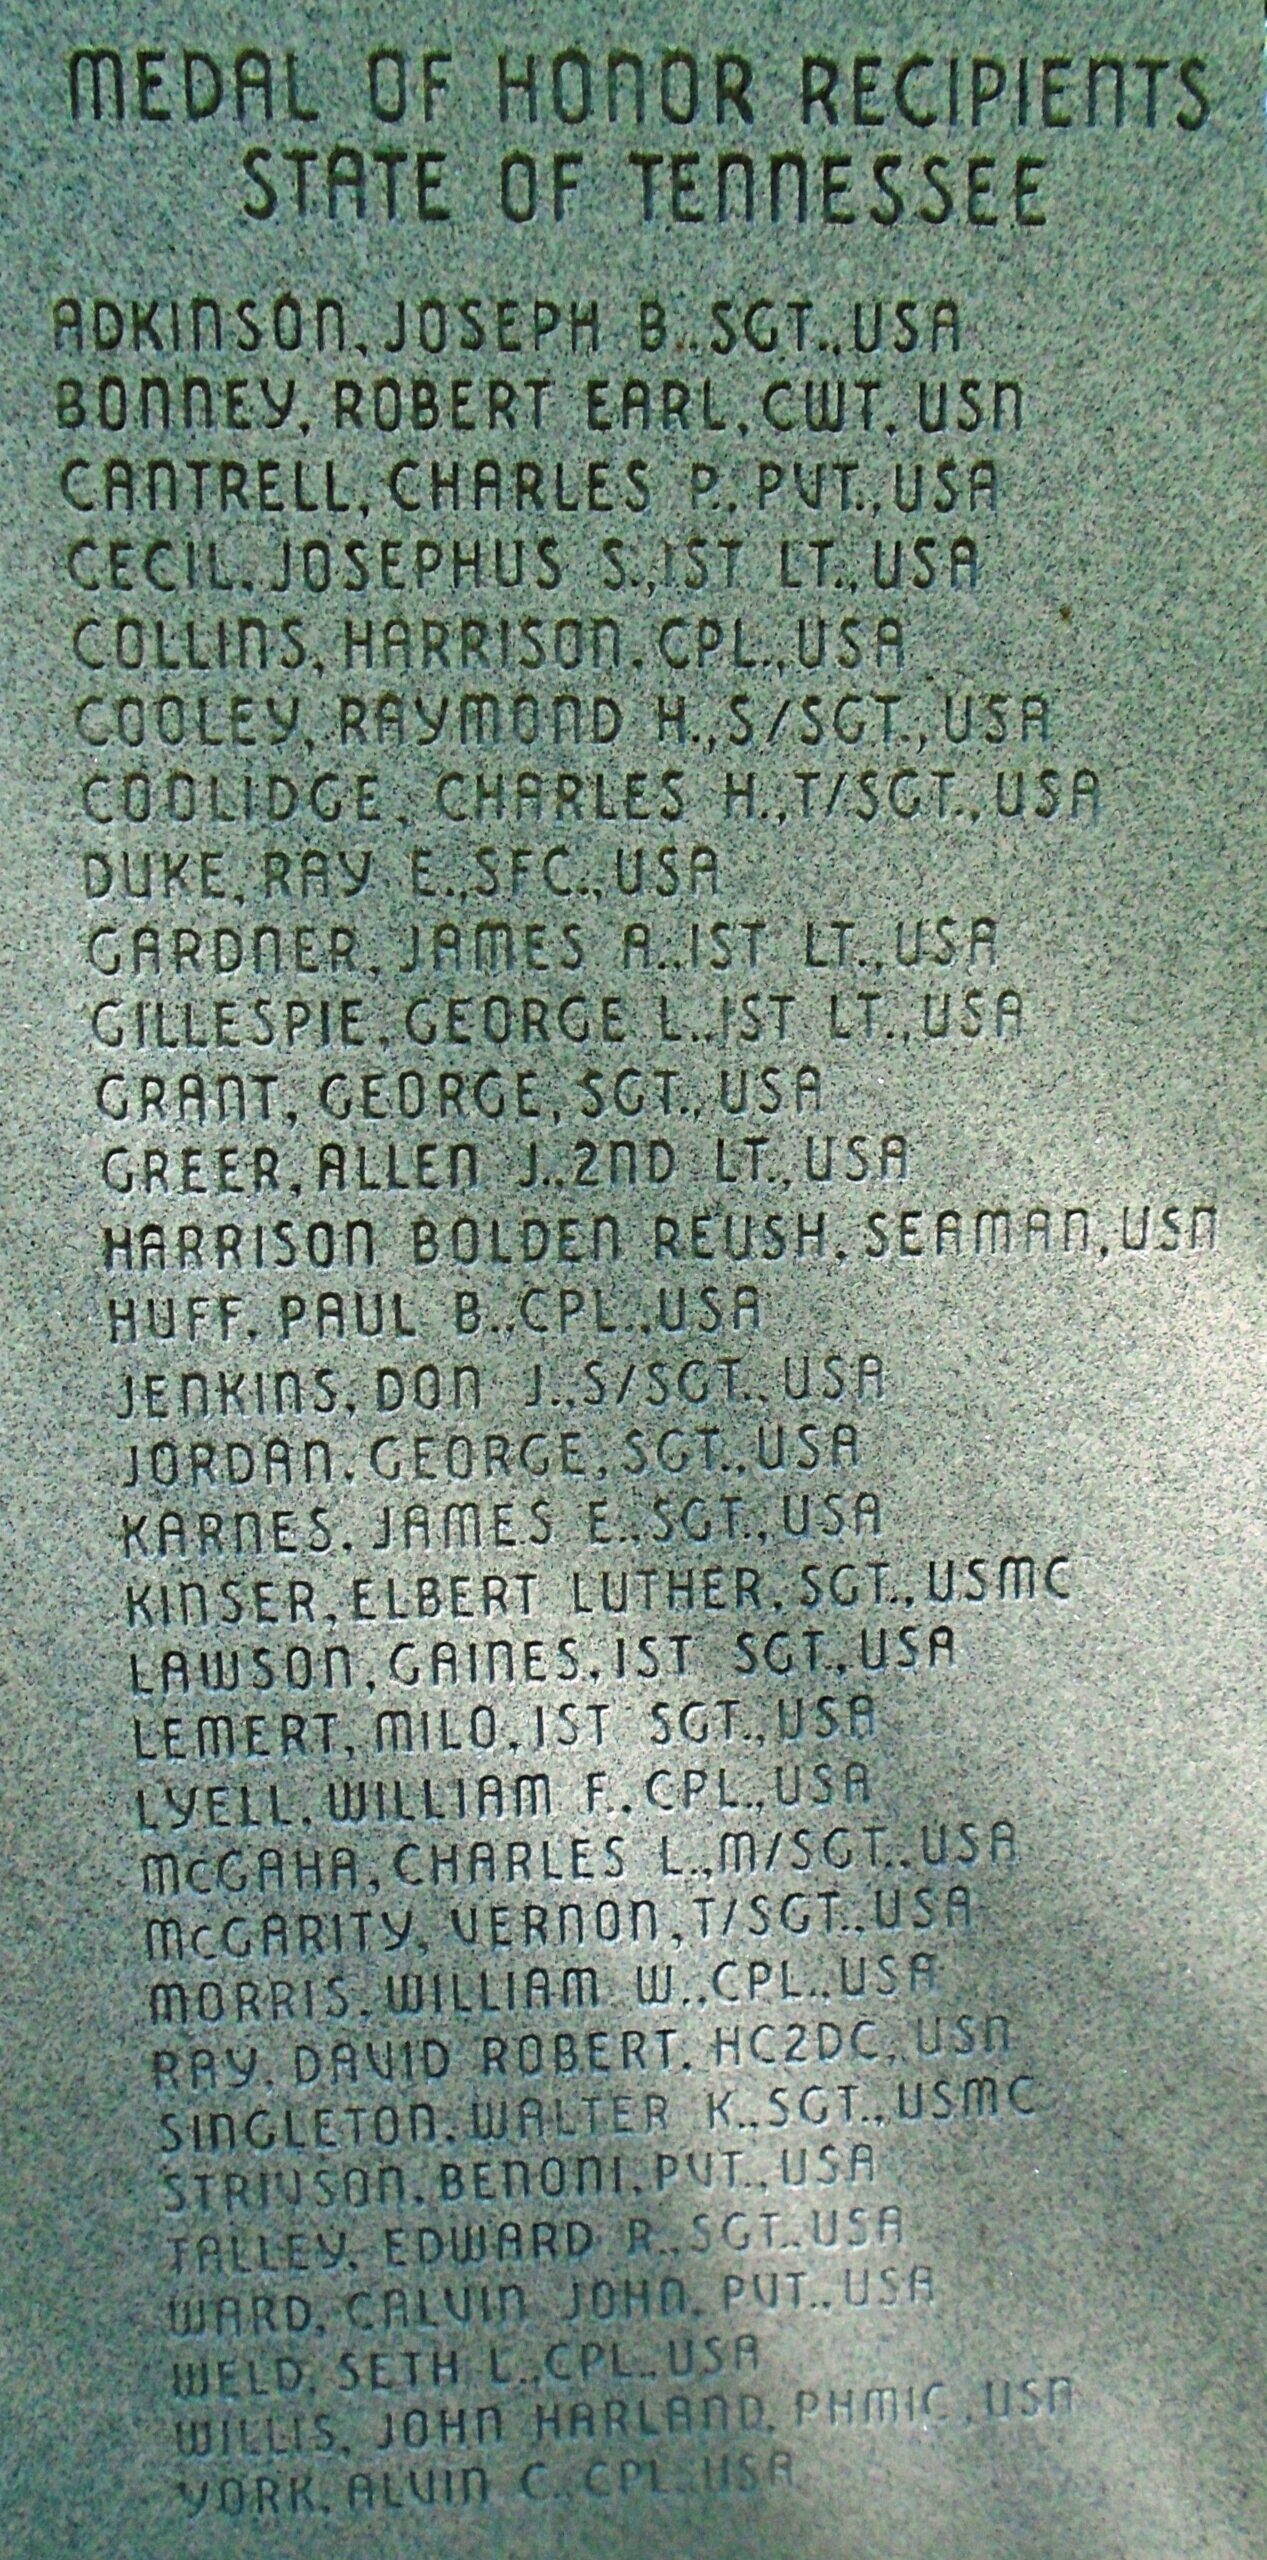 MEDAL OF HONOR RECIPIENTS
STATE OF TENNESSEE
ADKINSON, JOSEPH B., SGT., USA
BONNEY, ROBERT EARL, CWT, USN
CANTRELL, CHARLES P., PVT., USA
CECIL, JOSEPHUS S., IST LT., USA
COLLINS, HARRISON, CPL., USA
COOLEY, RAYMOND H., S/SGT., USA
COOLIDGE, CHARLES H., T/SGT., USA
DUKE, RAY E., SFC., USA
GARDNER, JAMES A., IST LT., USA
GILLESPIE, GEORGE L., IST LT., USA
GRANT, GEORGE, SGT., USA
GREER, ALLEN J., 2ND LT., USA
HARRISON BOLDEN REUSH, SEAMAN, USN
HUFF, PAUL B., CPL., USA
JENKINS, DON J., S/SGT., USA
JORDAN, GEORGE, SGT., USA
KARNES, JAMES E., SGT., USA
KINSER, ELBERT LUTHER, SGT., USMC
LAWSON, GAINES, IST SGT., USA
LEMERT, MILO, IST SGT., USA
LYELL, WILLIAM F., CPL., USA
McGAHA, CHARLES L., M/SGT., USA
McGARITY, VERNON, T/SGT., USA
MORRIS, WILLIAM W., CPL., USA
RAY, DAVID ROBERT, HC2DC, USN
SINGLETON, WALTER K., SGT., USMC
STRIVSON, BENONI, PVT., USA
TALLEY, EDWARD R., SGT., USA
WARD, CALVIN JOHN, PVT., USA
WELD, SETH L., CPL., USA
WILLIS, JOHN HARLAND, PHMIC, USN
YORK, ALVIN C., CPL., USA